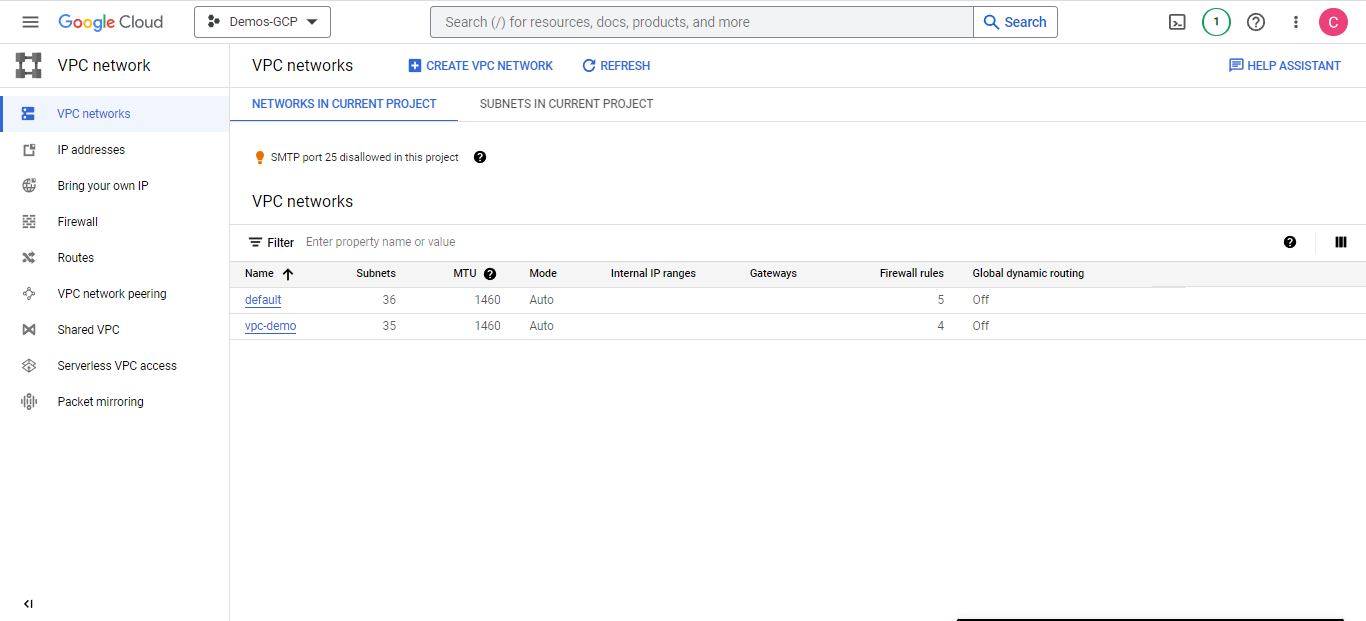 Google Cloud Demos-GCP Search (/) for resources, docs, products, and more Search 1 C
VPC network
VPC networks
IP addresses
Bring your own IP
Firewall
Routes
VPC network peering
Shared VPC
Serverless VPC access
Packet mirroring
VPC networks CREATE VPC NETWORK REFRESH HELP ASSISTANT
NETWORKS IN CURRENT PROJECT SUBNETS IN CURRENT PROJECT
SMTP port 25 disallowed in this project
VPC networks
Filter Enter property name or value
Name Subnets MTU Mode Internal IP ranges Gateways Firewall rules Global dynamic routing
default 36 1460 Auto 5 Off
vpc-demo 35 1460 Auto 4 Off